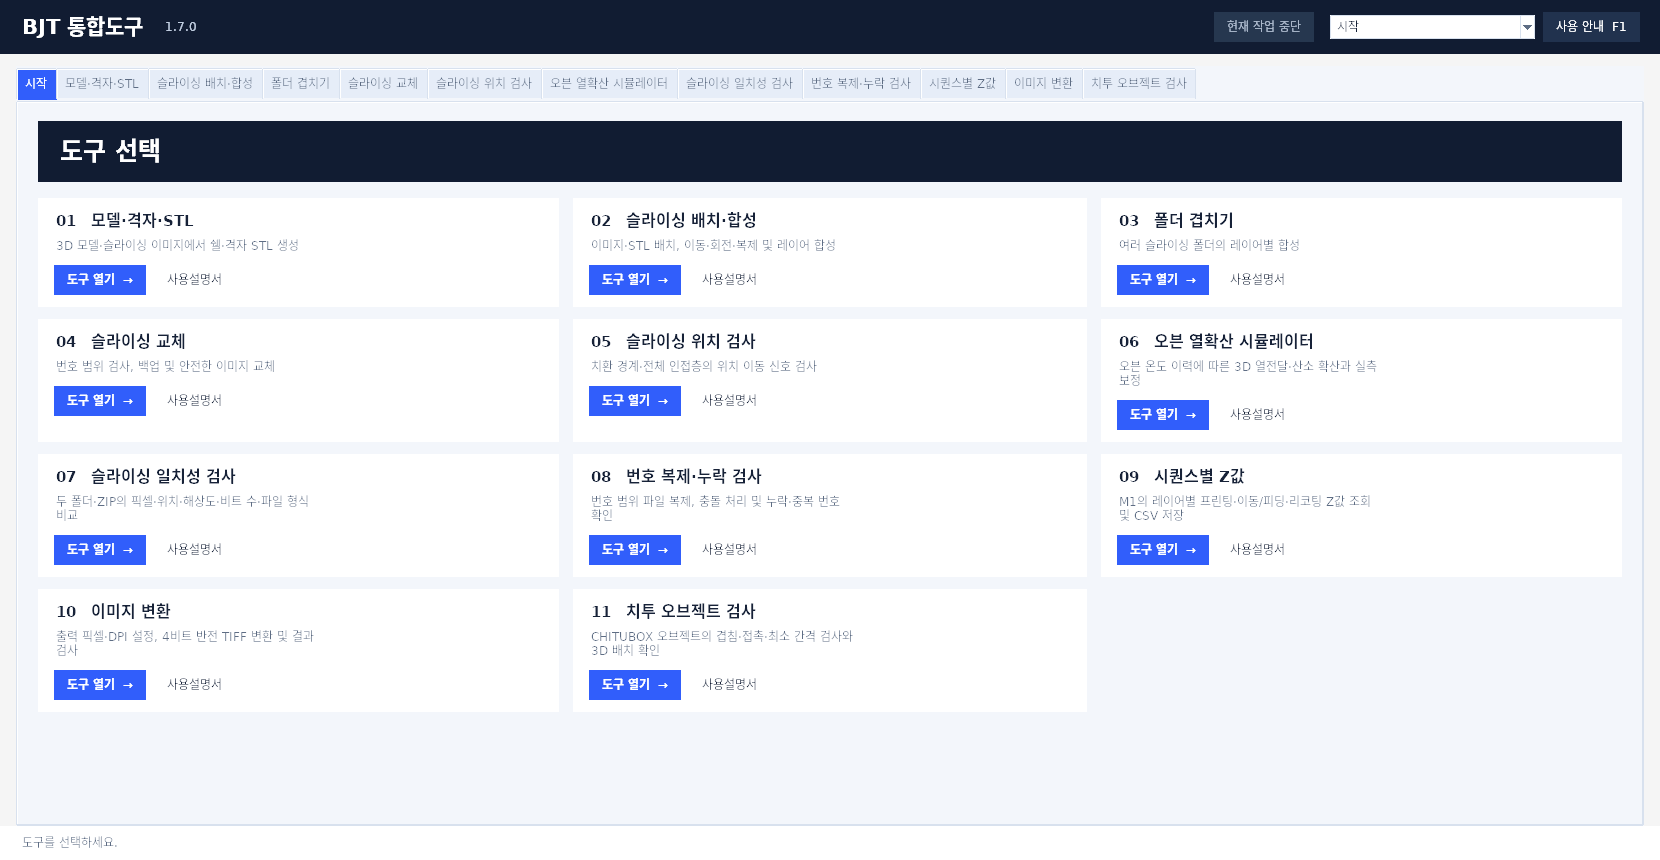 BJT 통합도구 1.7.0 현재 작업 중단 시작 사용 안내 F1
시작 모델·격자·STL 슬라이싱 배치·합성 폴더 겹치기 슬라이싱 교체 슬라이싱 위치 검사 오븐 열확산 시뮬레이터 슬라이싱 일치성 검사 번호 복제·누락 검사 시퀀스별 Z값 이미지 변환 치투 오브젝트 검사
도구 선택
01 모델·격자·STL
3D 모델·슬라이싱 이미지에서 쉘·격자 STL 생성
도구 열기 → 사용설명서
02 슬라이싱 배치·합성
이미지·STL 배치, 이동·회전·복제 및 레이어 합성
도구 열기 → 사용설명서
03 폴더 겹치기
여러 슬라이싱 폴더의 레이어별 합성
도구 열기 → 사용설명서
04 슬라이싱 교체
번호 범위 검사, 백업 및 안전한 이미지 교체
도구 열기 → 사용설명서
05 슬라이싱 위치 검사
치환 경계·전체 인접층의 위치 이동 신호 검사
도구 열기 → 사용설명서
06 오븐 열확산 시뮬레이터
오븐 온도 이력에 따른 3D 열전달·산소 확산과 실측
보정
도구 열기 → 사용설명서
07 슬라이싱 일치성 검사
두 폴더·ZIP의 픽셀·위치·해상도·비트 수·파일 형식
비교
도구 열기 → 사용설명서
08 번호 복제·누락 검사
번호 범위 파일 복제, 충돌 처리 및 누락·중복 번호
확인
도구 열기 → 사용설명서
09 시퀀스별 Z값
M1의 레이어별 프린팅·이동/피딩·리코팅 Z값 조회
및 CSV 저장
도구 열기 → 사용설명서
10 이미지 변환
출력 픽셀·DPI 설정, 4비트 반전 TIFF 변환 및 결과
검사
도구 열기 → 사용설명서
11 치투 오브젝트 검사
CHITUBOX 오브젝트의 겹침·접촉·최소 간격 검사와
3D 배치 확인
도구 열기 → 사용설명서
도구를 선택하세요.